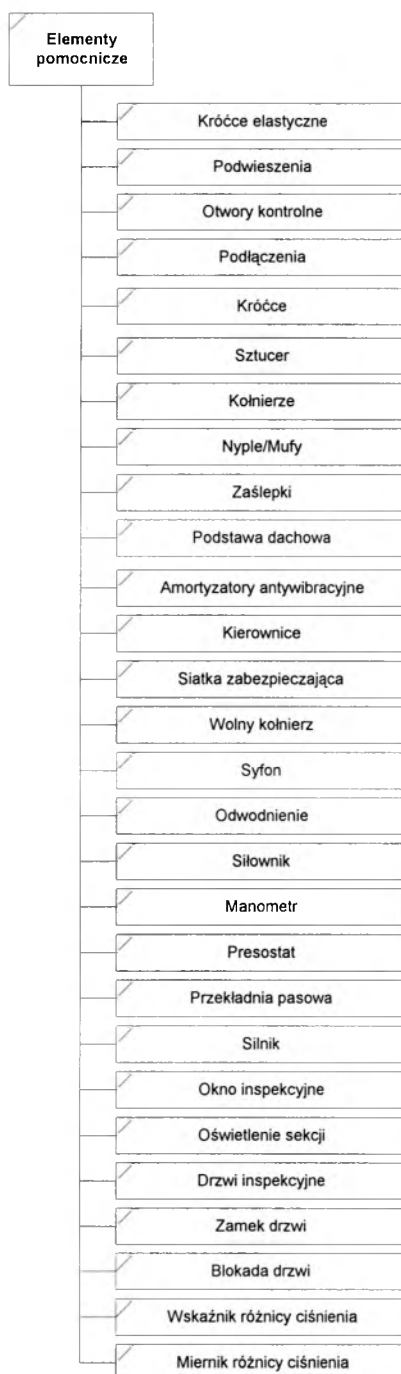 Elementy
pomocnicze
Króćce elastyczne
Podwieszenia
Otwory kontrolne
Podłączenia
Króćce
Sztucer
Kołnierze
Nyple/Mufy
Zaślepki
Podstawa dachowa
Amortyzatory antywibracyjne
Kierownice
Siatka zabezpieczająca
Wolny kołnierz
Syfon
Odwodnienie
Siłownik
Manometr
Presostat
Przekładnia pasowa
Silnik
Okno inspekcyjne
Oświetlenie sekcji
Drzwi inspekcyjne
Zamek drzwi
Blokada drzwi
Wskaźnik różnicy ciśnienia
Miernik różnicy ciśnienia